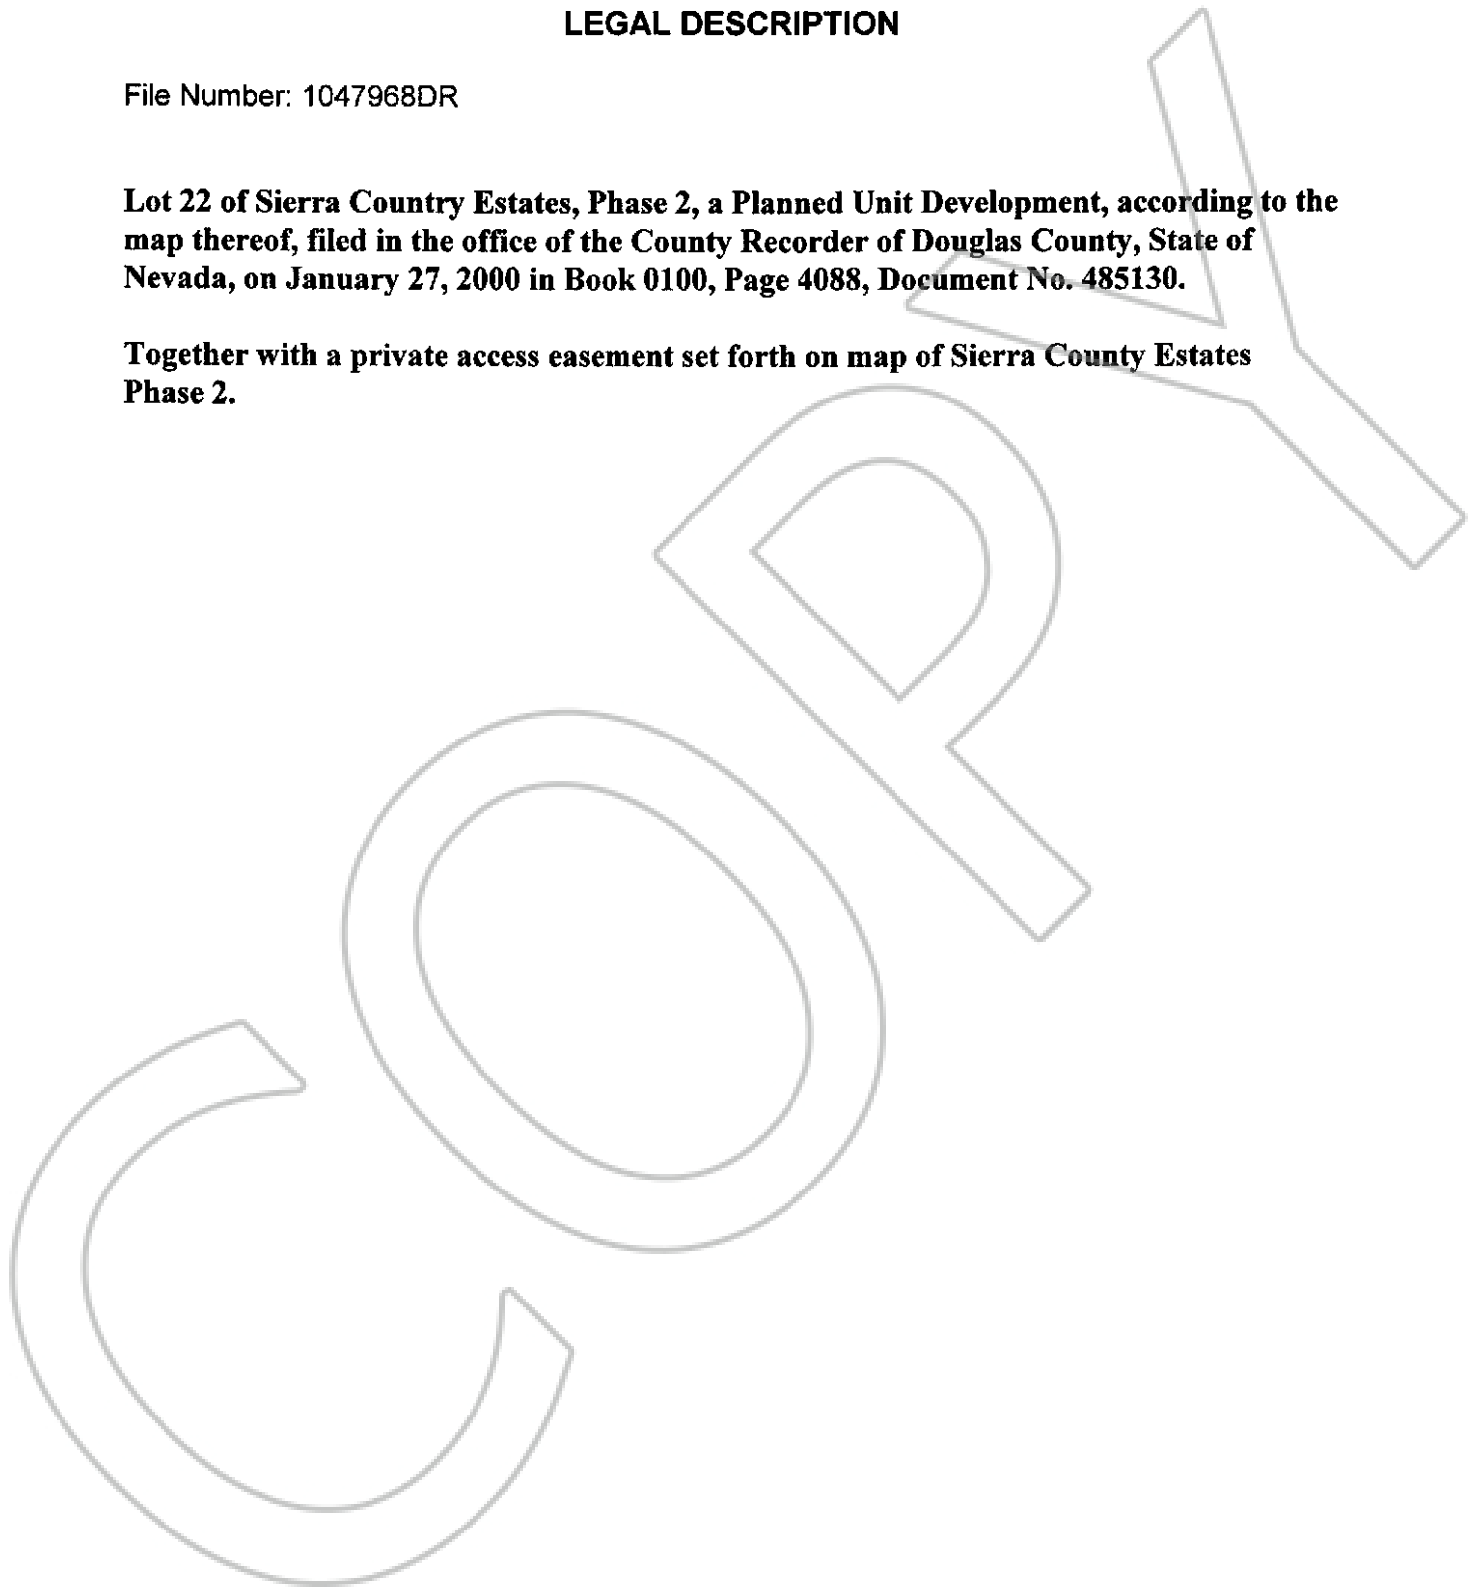 LEGAL DESCRIPTION
File Number: 1047968DR
Lot 22 of Sierra Country Estates, Phase 2, a Planned Unit Development, according to the
map thereof, filed in the office of the County Recorder of Douglas County, State of
Nevada, on January 27, 2000 in Book 0100, Page 4088, Document No. 485130.
Together with a private access easement set forth on map of Sierra County Estates
Phase 2.
COPY